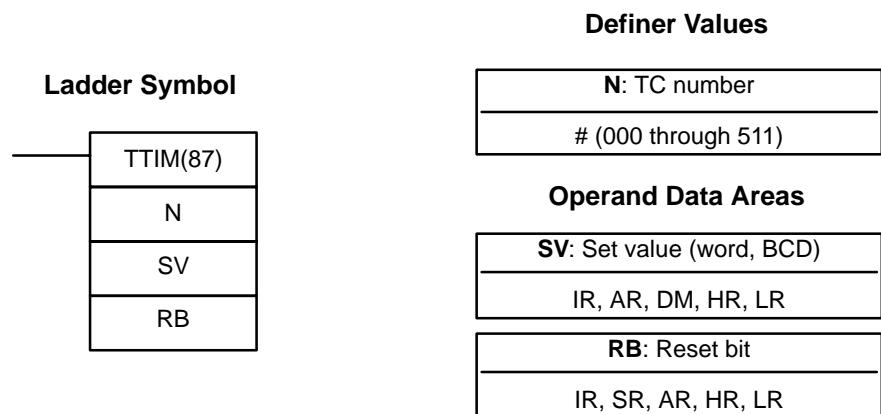 Ladder Symbol
TTIM(87)
N
SV
RB
Definer Values
N: TC number
# (000 through 511)
Operand Data Areas
SV: Set value (word, BCD)
IR, AR, DM, HR, LR
RB: Reset bit
IR, SR, AR, HR, LR